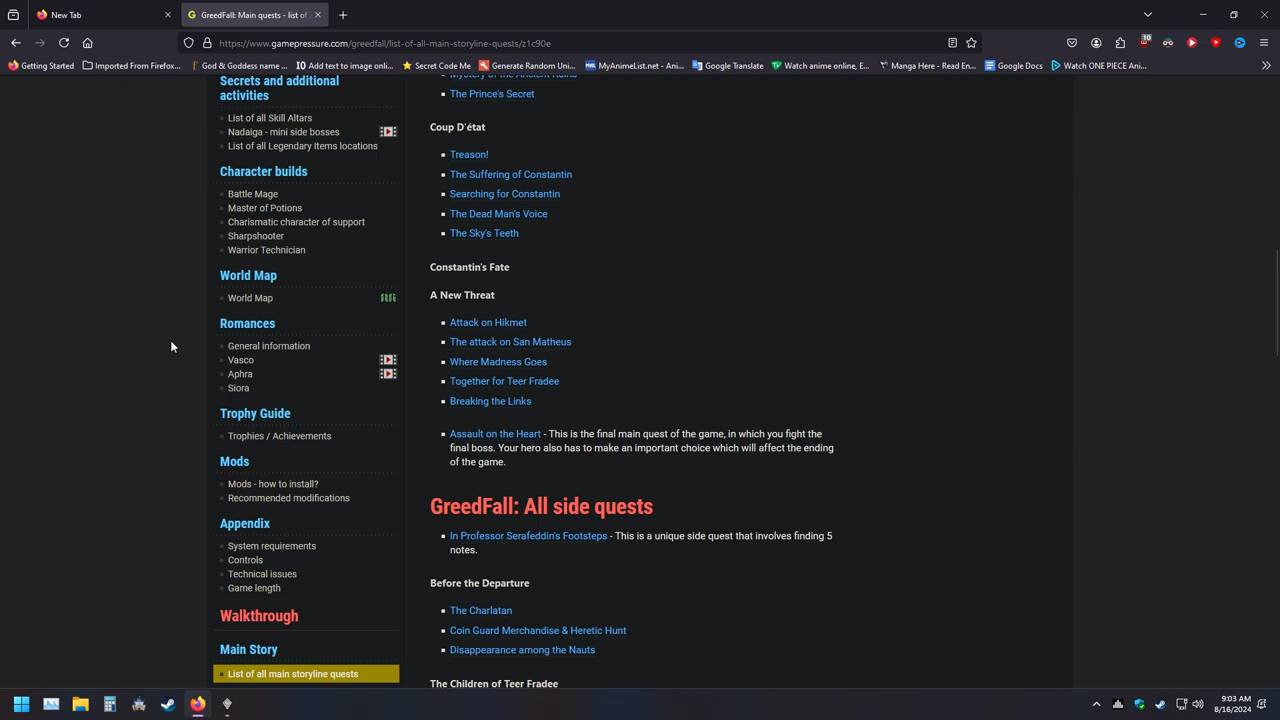 New Tab
GreedFall: Main quests - list of
https://www.gamepressure.com/greedfall/list-of-all-main-storyline-quests/z1c90e
10
Getting Started
Imported From Firefox...
God & Goddess name ...
IO Add text to image onli...
Secret Code Me
Generate Random Uni...
MyAnimeList.net - Ani...
Google Translate
Watch anime online, E...
Manga Here - Read En...
Google Docs
Watch ONE PIECE Ani...
Secrets and additional
activities
List of all Skill Altars
Nadaiga - mini side bosses
List of all Legendary Items locations
Character builds
Battle Mage
Master of Potions
Charismatic character of support
Sharpshooter
Warrior Technician
World Map
World Map
Romances
General information
Vasco
Aphra
Siora
Trophy Guide
Trophies / Achievements
Mods
Mods - how to install?
Recommended modifications
Appendix
System requirements
Controls
Technical issues
Game length
Walkthrough
Main Story
List of all main storyline quests
Mystery of the Ancient Ruins
The Prince's Secret
Coup D'état
Treason!
The Suffering of Constantin
Searching for Constantin
The Dead Man's Voice
The Sky's Teeth
Constantin's Fate
A New Threat
Attack on Hikmet
The attack on San Matheus
Where Madness Goes
Together for Teer Fradee
Breaking the Links
Assault on the Heart - This is the final main quest of the game, in which you fight the
final boss. Your hero also has to make an important choice which will affect the ending
of the game.
GreedFall: All side quests
In Professor Serafeddin's Footsteps - This is a unique side quest that involves finding 5
notes.
Before the Departure
The Charlatan
Coin Guard Merchandise & Heretic Hunt
Disappearance among the Nauts
The Children of Teer Fradee
9:03 AM
8/16/2024